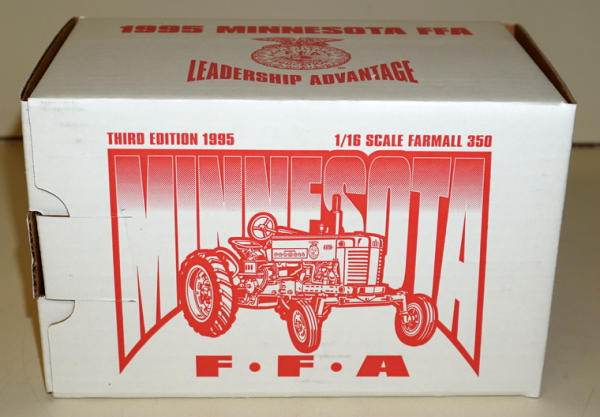 1995 MINNESOTA FFA
LEADERSHIP ADVANTAGE
THIRD EDITION 1995
1/16 SCALE FARMALL 350
MINNESOTA
F·F·A